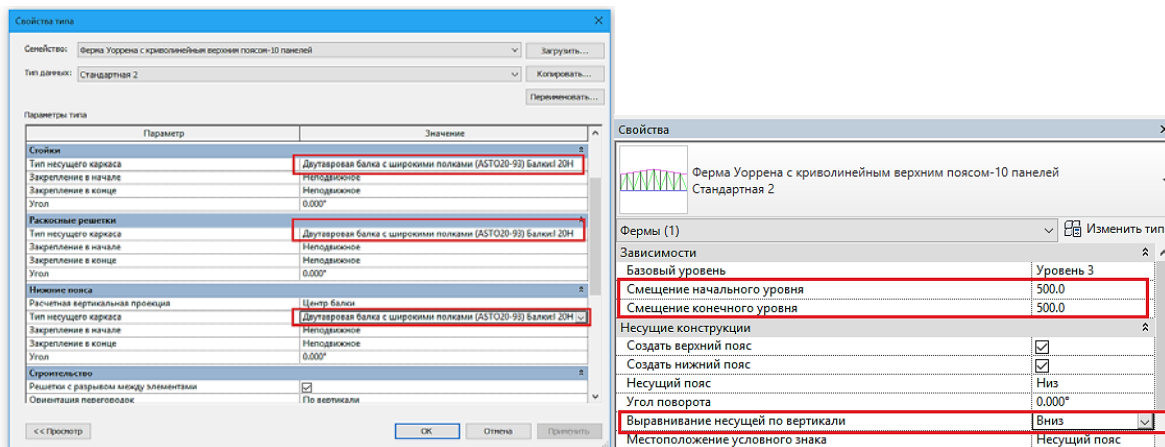 Свойства типа
Семейство: Ферма Уоррена с криволинейным верхним поясом-10 панелей Загрузить...
Тип данных: Стандартная 2 Копировать...
Переименовать...
Параметры типа
Параметр Значение
Стойки
Тип несущего каркаса Двутавровая балка с широкими полками (АСТО20-93) Балки: 20Н
Закрепление в начале Неподвижное
Закрепление в конце Неподвижное
Угол 0.000°
Раскосные решетки
Тип несущего каркаса Двутавровая балка с широкими полками (АСТО20-93) Балки: 20Н
Закрепление в начале Неподвижное
Закрепление в конце Неподвижное
Угол 0.000°
Нижние пояса
Расчетная вертикальная проекция Центр балки
Тип несущего каркаса Двутавровая балка с широкими полками (АСТО20-93) Балки: 20Н
Закрепление в начале Неподвижное
Закрепление в конце Неподвижное
Угол 0.000°
Строительство
Решетки с разрывом между элементами
Ориентация перегородок По вертикали
<< Просмотр ОК Отмена Применить
Свойства
Ферма Уоррена с криволинейным верхним поясом-10 панелей
Стандартная 2
Фермы (1) Изменить тип
Зависимости
Базовый уровень Уровень 3
Смещение начального уровня 500.0
Смещение конечного уровня 500.0
Несущие конструкции
Создать верхний пояс
Создать нижний пояс
Несущий пояс Низ
Угол поворота 0.000°
Выравнивание несущей по вертикали Вниз
Местоположение условного знака Несущий пояс